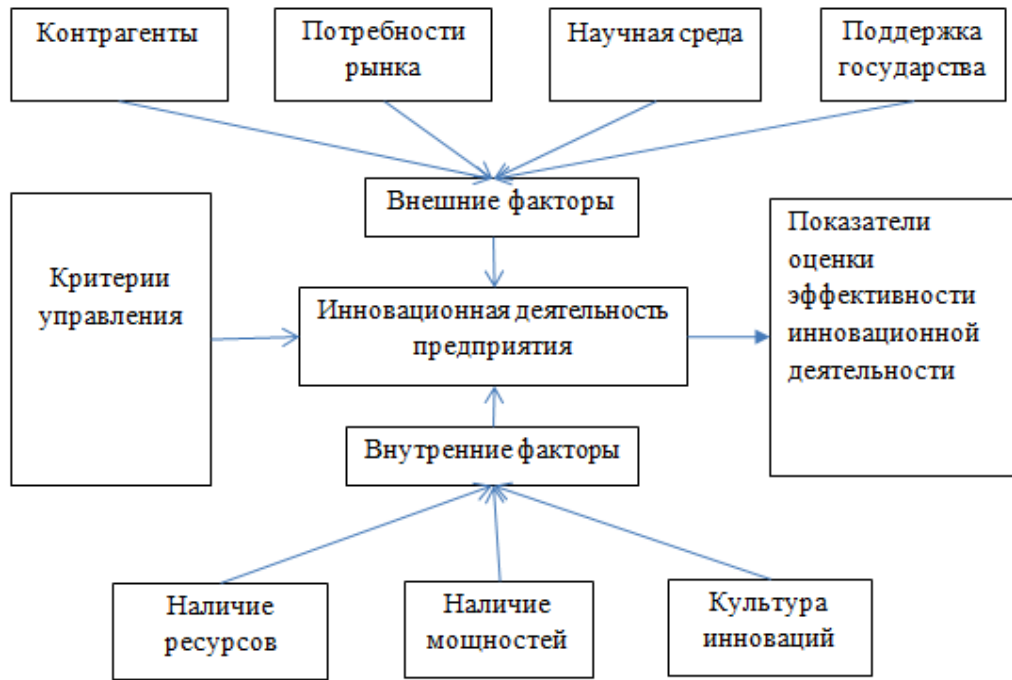 Контрагенты
Потребности
рынка
Научная среда
Поддержка
государства
Внешние факторы
Критерии
управления
Инновационная деятельность
предприятия
Показатели
оценки
эффективности
инновационной
деятельности
Внутренние факторы
Наличие
ресурсов
Наличие
мощностей
Культура
инноваций